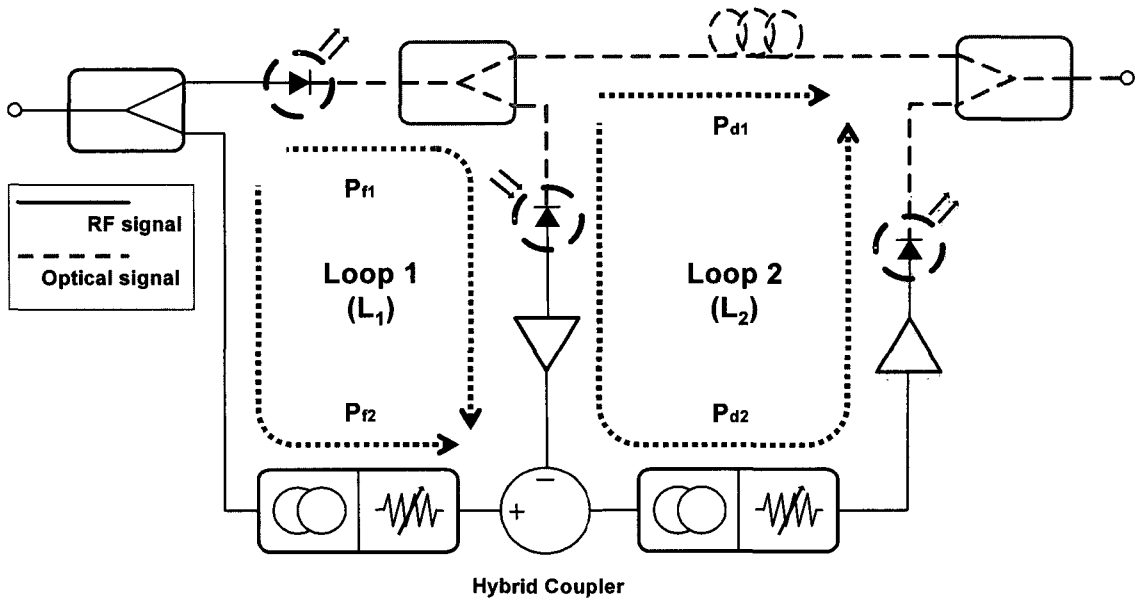 Pd1
Pf1
RF signal
Optical signal
Loop 1
(L1)
Loop 2
(L2)
Pf2
Pd2
−
+
Hybrid Coupler